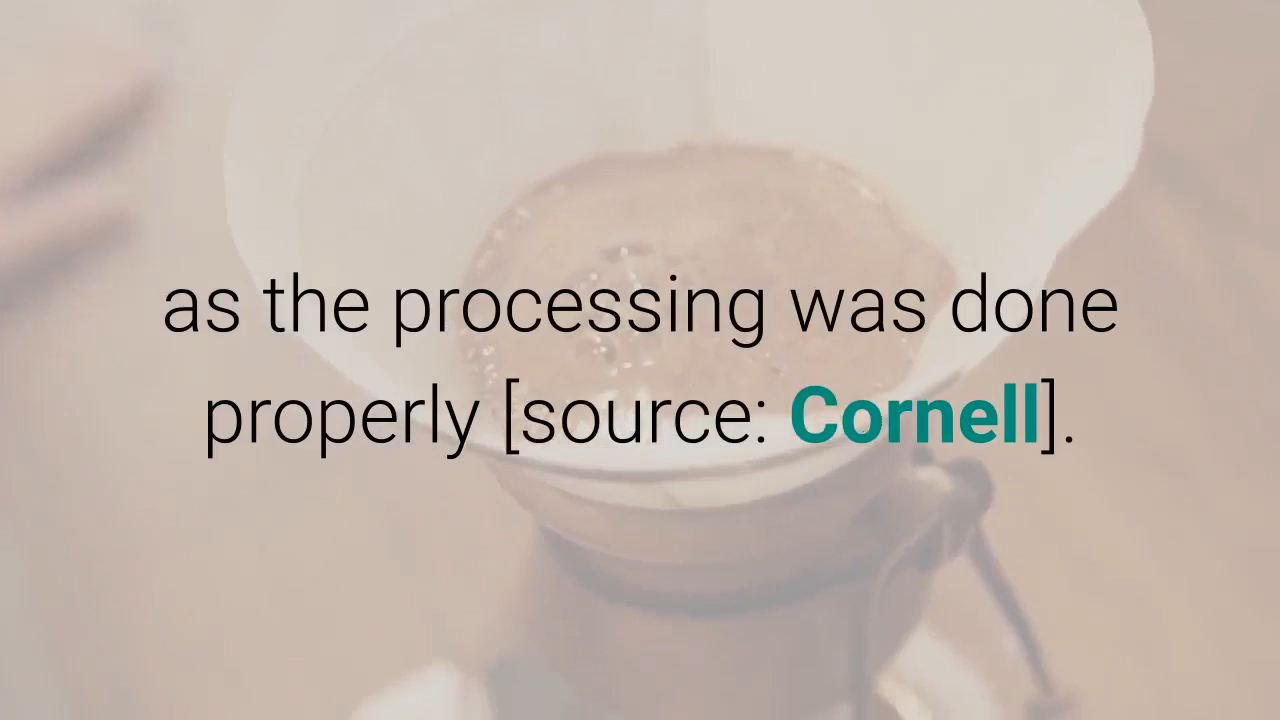 as the processing was done
properly [source: Cornell].